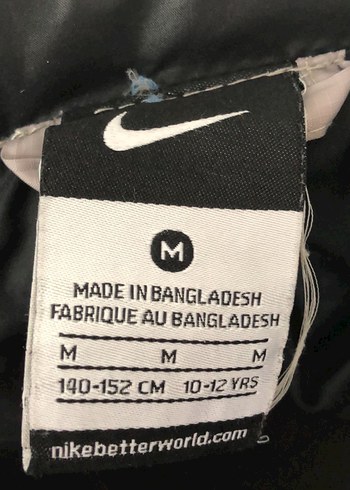 M
MADE IN BANGLADESH
FABRIQUE AU BANGLADESH
M M M
140-152 CM 10-12 YRS
nikebetterworld.com